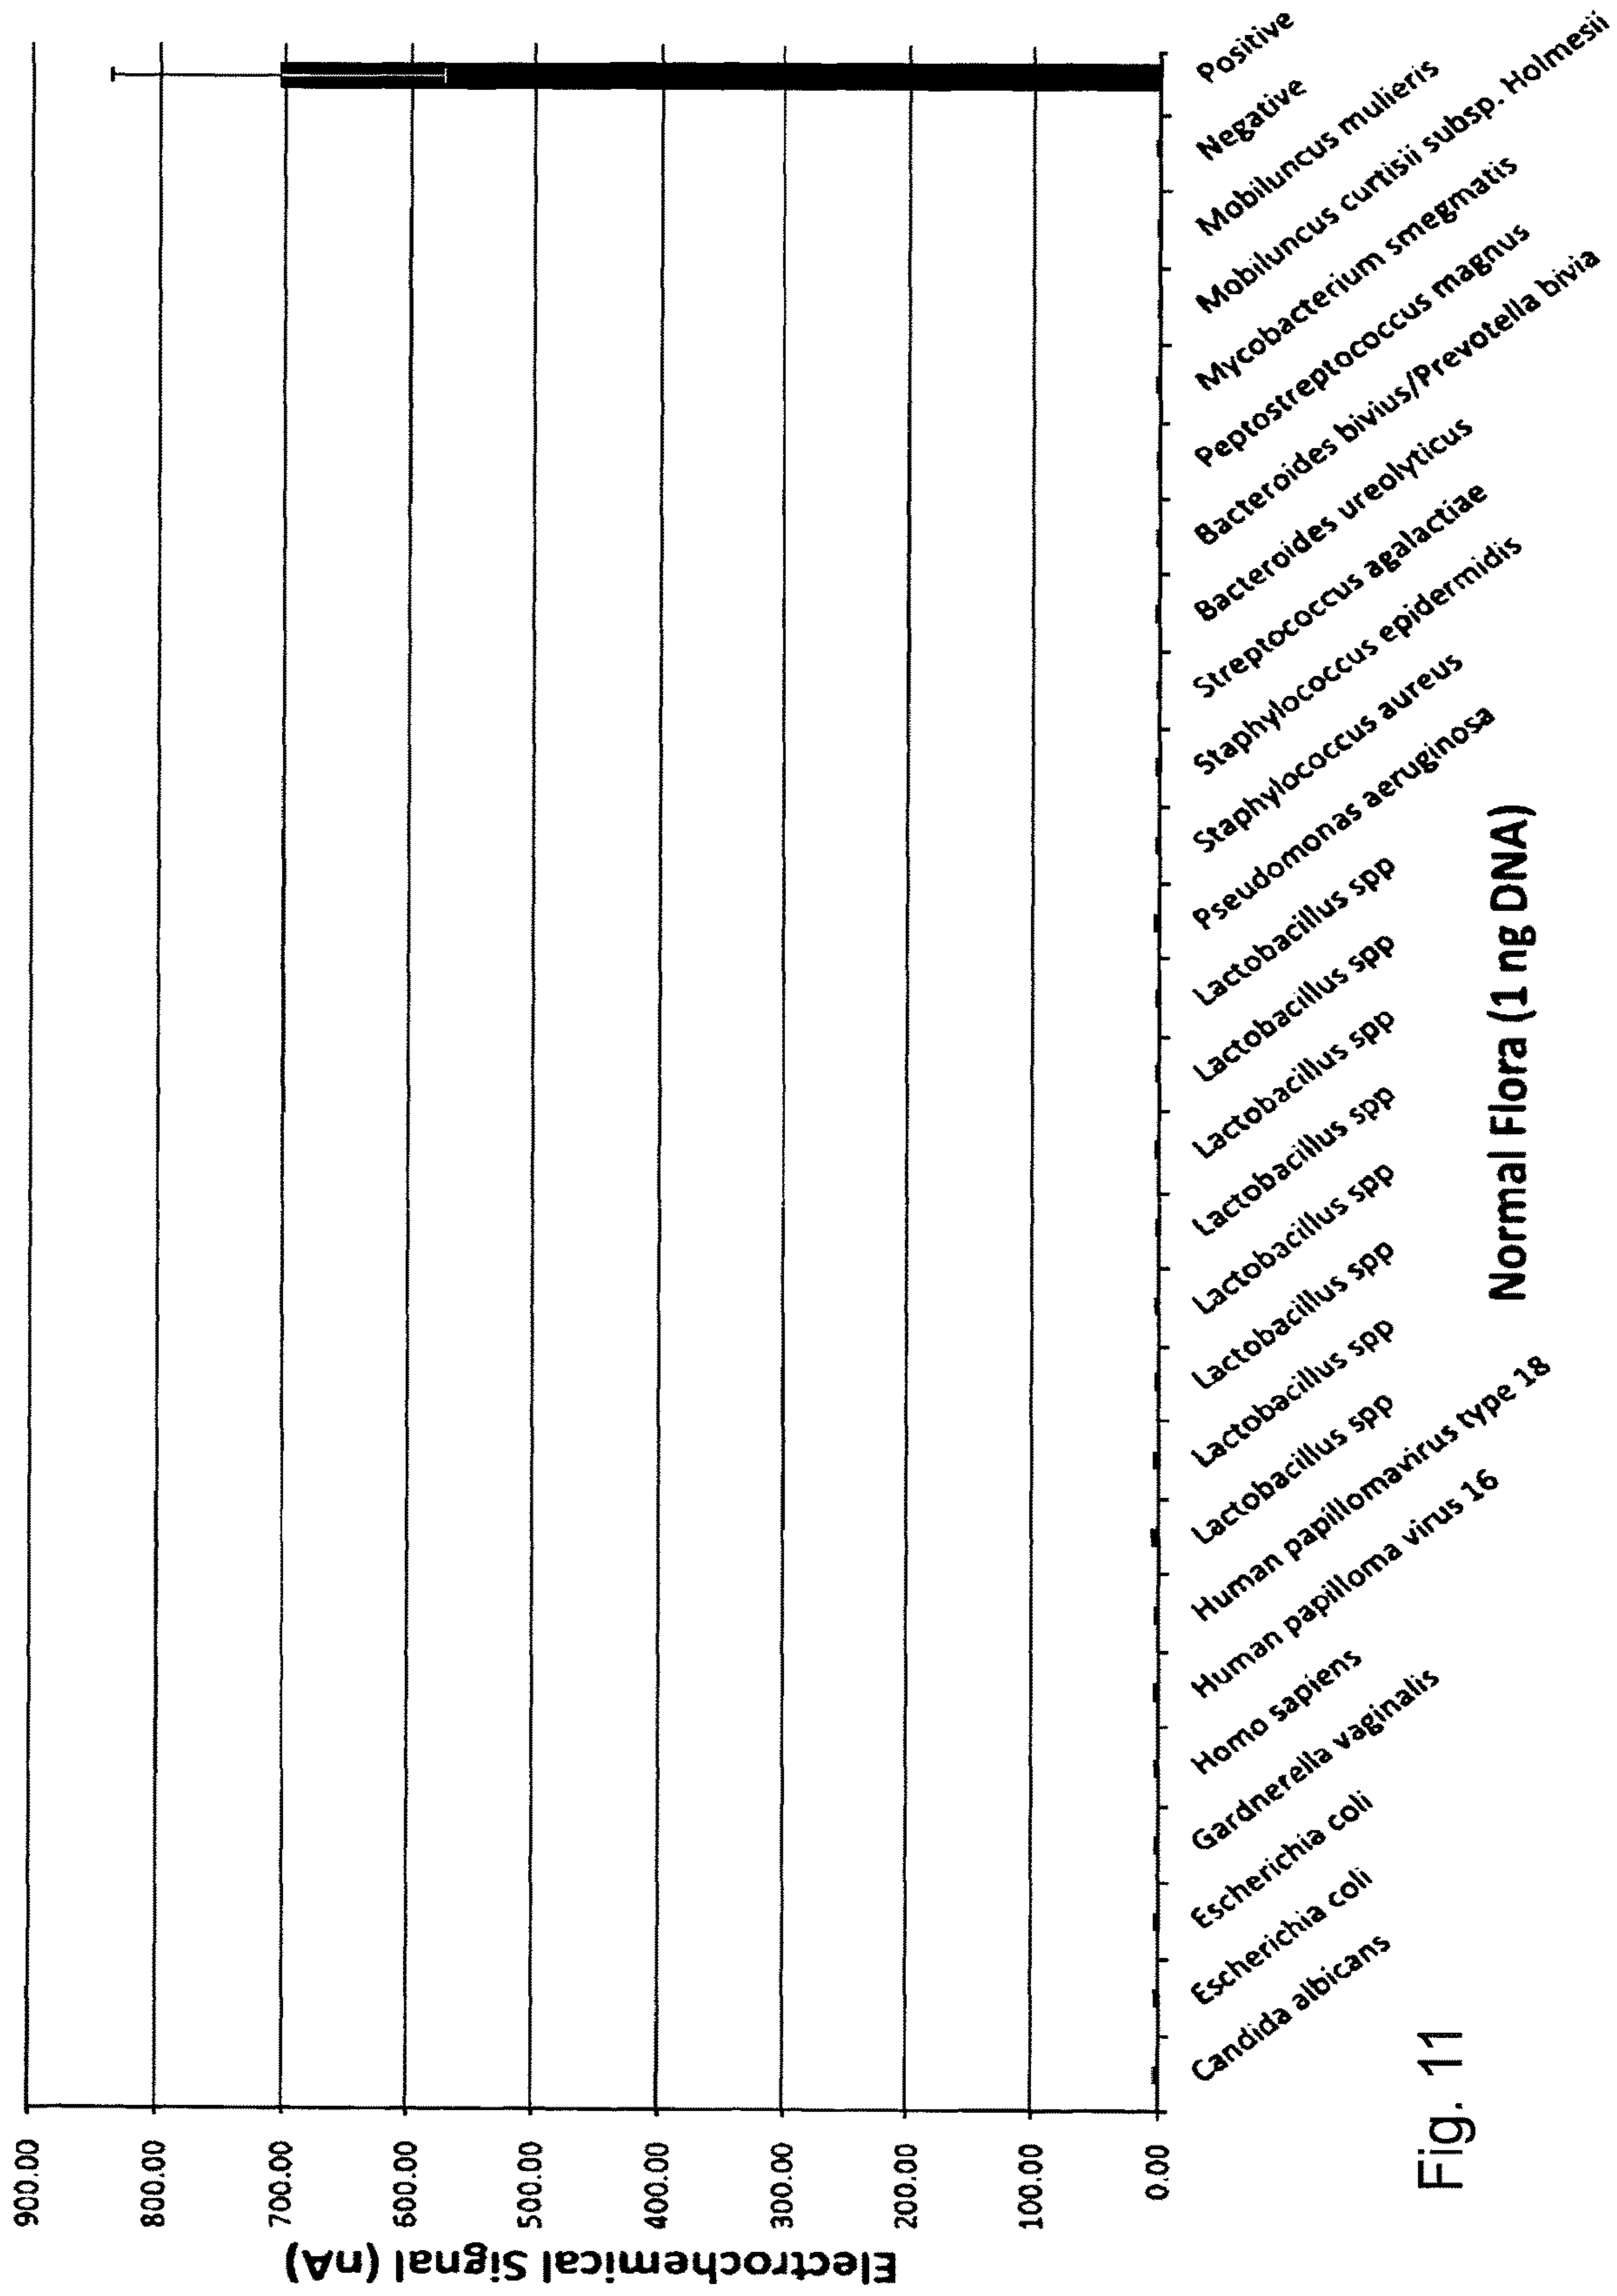 Electrochemical Signal (nA)
900.00
800.00
700.00
600.00
500.00
400.00
300.00
200.00
100.00
0.00
Candida albicans
Escherichia coli
Escherichia coli
Gardnerella vaginalis
Homo sapiens
Human papilloma virus 16
Human papillomavirus type 18
Lactobacillus spp
Lactobacillus spp
Lactobacillus spp
Lactobacillus spp
Lactobacillus spp
Lactobacillus spp
Lactobacillus spp
Lactobacillus spp
Pseudomonas aeruginosa
Staphylococcus aureus
Staphylococcus epidermidis
Streptococcus agalactiae
Bacteroides ureolyticus
Bacteroides bivius/Prevotella bivia
Peptostreptococcus magnus
Mycobacterium smegmatis
Mobiluncus curtisii subsp. Holmesii
Mobiluncus mulieris
Negative
Positive
Normal Flora (1 ng DNA)
Fig. 11